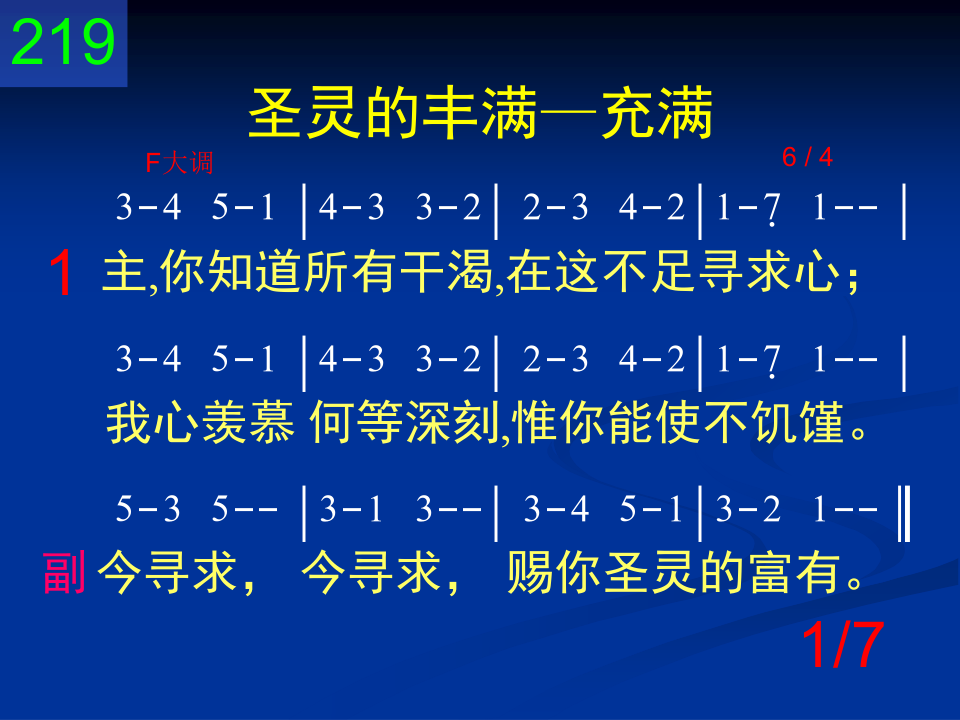 219
圣灵的丰满—充满
F大调 6 / 4
3-4 5-1 | 4-3 3-2 | 2-3 4-2 | 1-7̣ 1-- |
1 主,你知道所有干渴,在这不足寻求心；
3-4 5-1 | 4-3 3-2 | 2-3 4-2 | 1-7̣ 1-- |
我心羡慕 何等深刻,惟你能使不饥馑。
5-3 5-- | 3-1 3-- | 3-4 5-1 | 3-2 1-- ‖
副 今寻求， 今寻求， 赐你圣灵的富有。
1/7